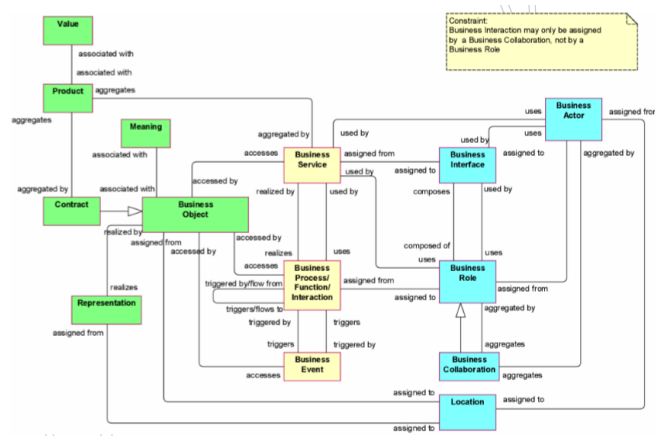 Constraint:
Business Interaction may only be assigned
by a Business Collaboration, not by a
Business Role
Value
associated with
associated with
Product
aggregates
aggregates
Meaning
associated with
aggregated by
associated with
Contract
realized by
Business
Object
accessed by
accesses
assigned from
accessed by
accessed by
realizes
Representation
assigned from
aggregated by
Business
Service
realized by
used by
used by
assigned from
used by
assigned to
Business
Interface
used by
uses
uses
assigned to
Business
Actor
assigned from
aggregated by
composes
used by
composed of
uses
uses
Business
Role
assigned from
aggregated by
realizes
accesses
uses
Business
Process/
Function/
Interaction
assigned from
assigned to
triggered by/flow from
triggers/flows to
triggered by
triggers
triggers
triggered by
Business
Event
accesses
aggregates
Business
Collaboration
aggregates
assigned to
Location
assigned to
assigned to